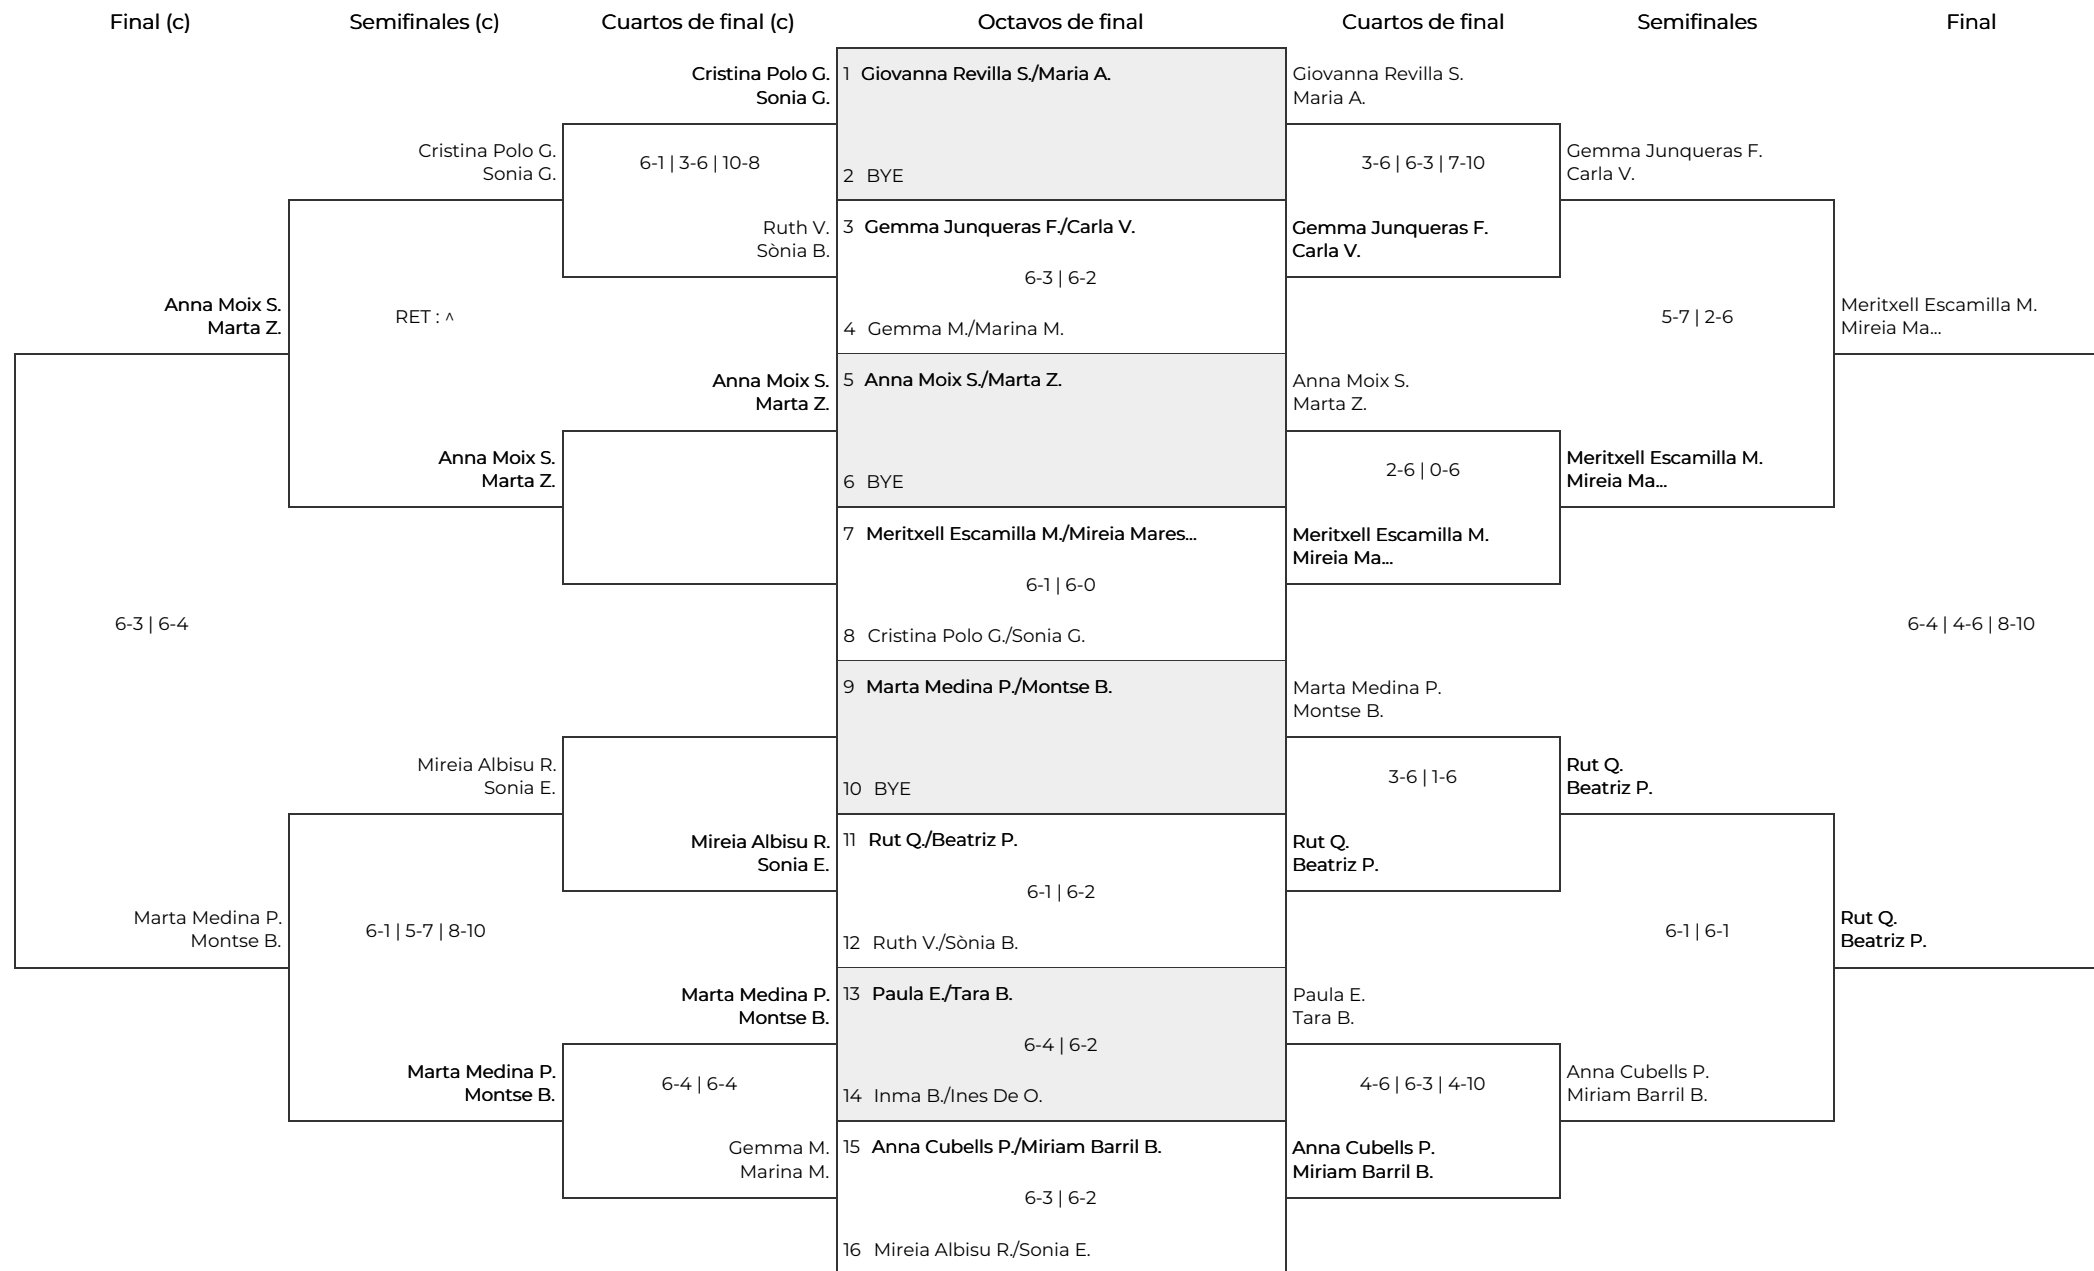 Final (c)
Semifinales (c)
Cuartos de final (c)
Octavos de final
Cuartos de final
Semifinales
Final
Anna Moix S.
Marta Z.
6-3 | 6-4
Marta Medina P.
Montse B.
Cristina Polo G.
Sonia G.
RET : ^
Anna Moix S.
Marta Z.
Mireia Albisu R.
Sonia E.
6-1 | 5-7 | 8-10
Marta Medina P.
Montse B.
Cristina Polo G.
Sonia G.
6-1 | 3-6 | 10-8
Ruth V.
Sònia B.
Anna Moix S.
Marta Z.
Mireia Albisu R.
Sonia E.
Marta Medina P.
Montse B.
6-4 | 6-4
Gemma M.
Marina M.
1 Giovanna Revilla S./Maria A.
2 BYE
3 Gemma Junqueras F./Carla V.
6-3 | 6-2
4 Gemma M./Marina M.
5 Anna Moix S./Marta Z.
6 BYE
7 Meritxell Escamilla M./Mireia Mares...
6-1 | 6-0
8 Cristina Polo G./Sonia G.
9 Marta Medina P./Montse B.
10 BYE
11 Rut Q./Beatriz P.
6-1 | 6-2
12 Ruth V./Sònia B.
13 Paula E./Tara B.
6-4 | 6-2
14 Inma B./Ines De O.
15 Anna Cubells P./Miriam Barril B.
6-3 | 6-2
16 Mireia Albisu R./Sonia E.
Giovanna Revilla S.
Maria A.
3-6 | 6-3 | 7-10
Gemma Junqueras F.
Carla V.
Anna Moix S.
Marta Z.
2-6 | 0-6
Meritxell Escamilla M.
Mireia Ma...
Marta Medina P.
Montse B.
3-6 | 1-6
Rut Q.
Beatriz P.
Paula E.
Tara B.
4-6 | 6-3 | 4-10
Anna Cubells P.
Miriam Barril B.
Gemma Junqueras F.
Carla V.
5-7 | 2-6
Meritxell Escamilla M.
Mireia Ma...
Rut Q.
Beatriz P.
6-1 | 6-1
Anna Cubells P.
Miriam Barril B.
Meritxell Escamilla M.
Mireia Ma...
6-4 | 4-6 | 8-10
Rut Q.
Beatriz P.